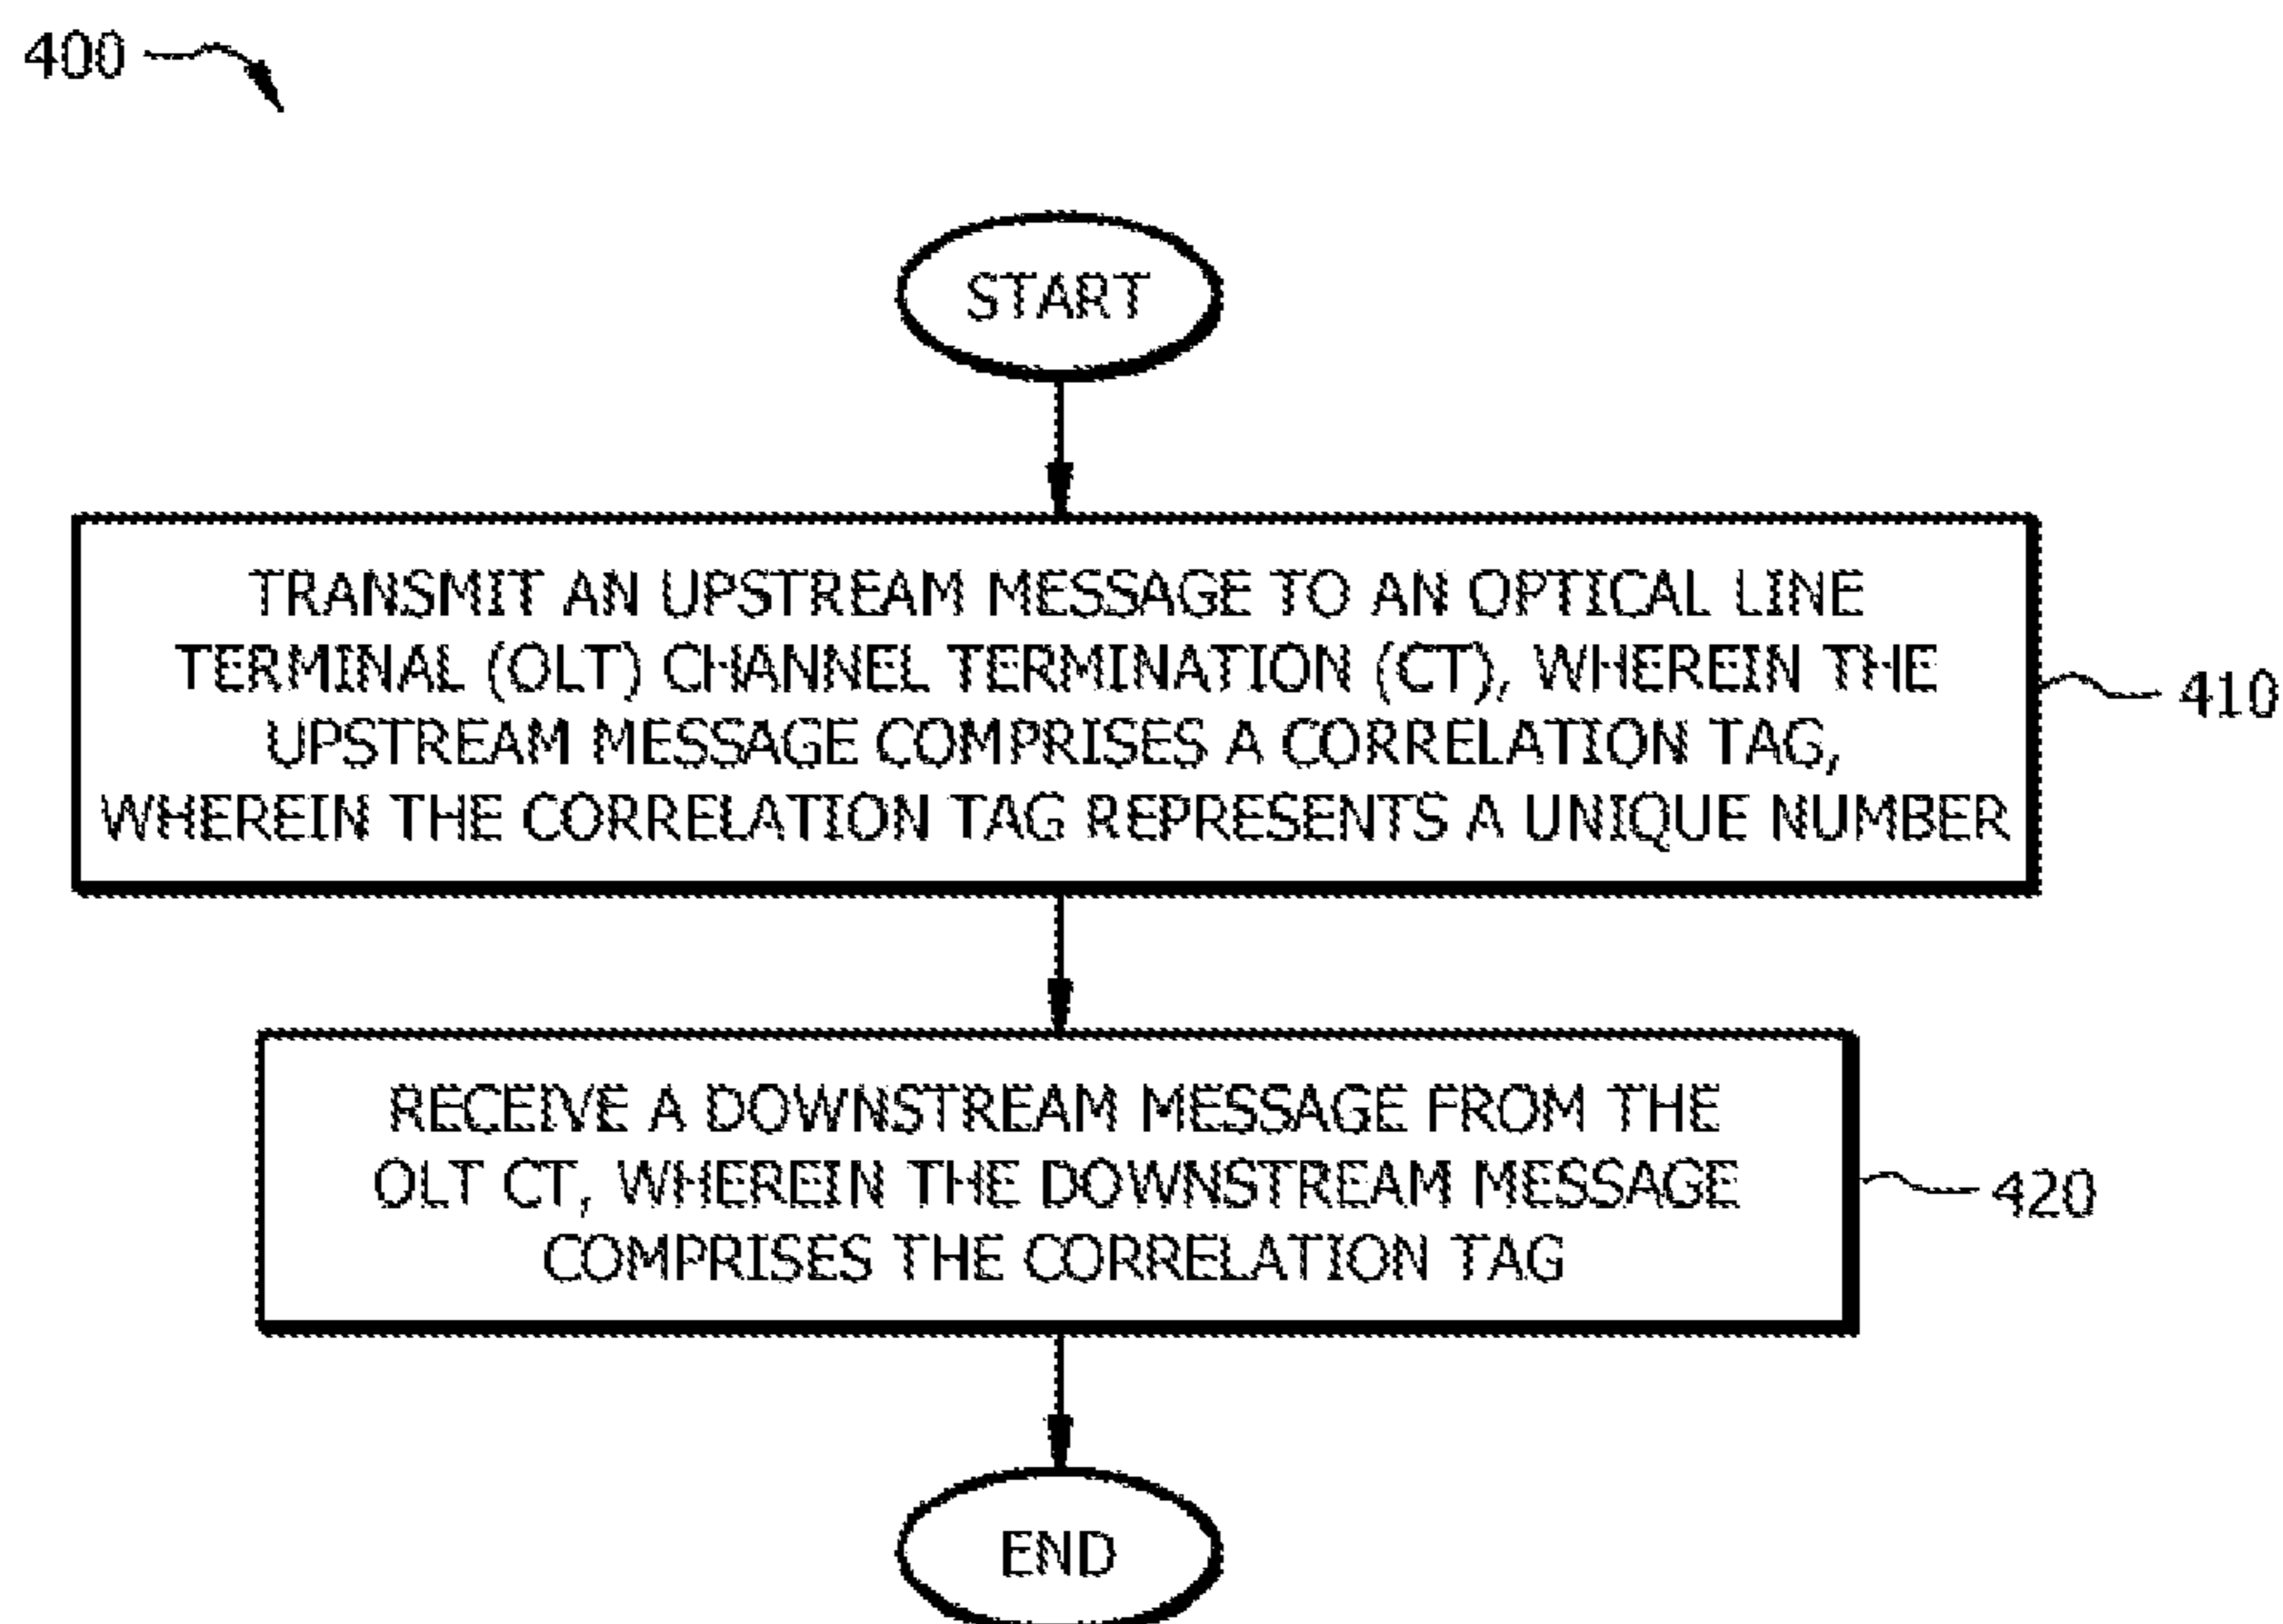 400
START
TRANSMIT AN UPSTREAM MESSAGE TO AN OPTICAL LINE
TERMINAL (OLT) CHANNEL TERMINATION (CT), WHEREIN THE
UPSTREAM MESSAGE COMPRISES A CORRELATION TAG,
WHEREIN THE CORRELATION TAG REPRESENTS A UNIQUE NUMBER
410
RECEIVE A DOWNSTREAM MESSAGE FROM THE
OLT CT, WHEREIN THE DOWNSTREAM MESSAGE
COMPRISES THE CORRELATION TAG
420
END